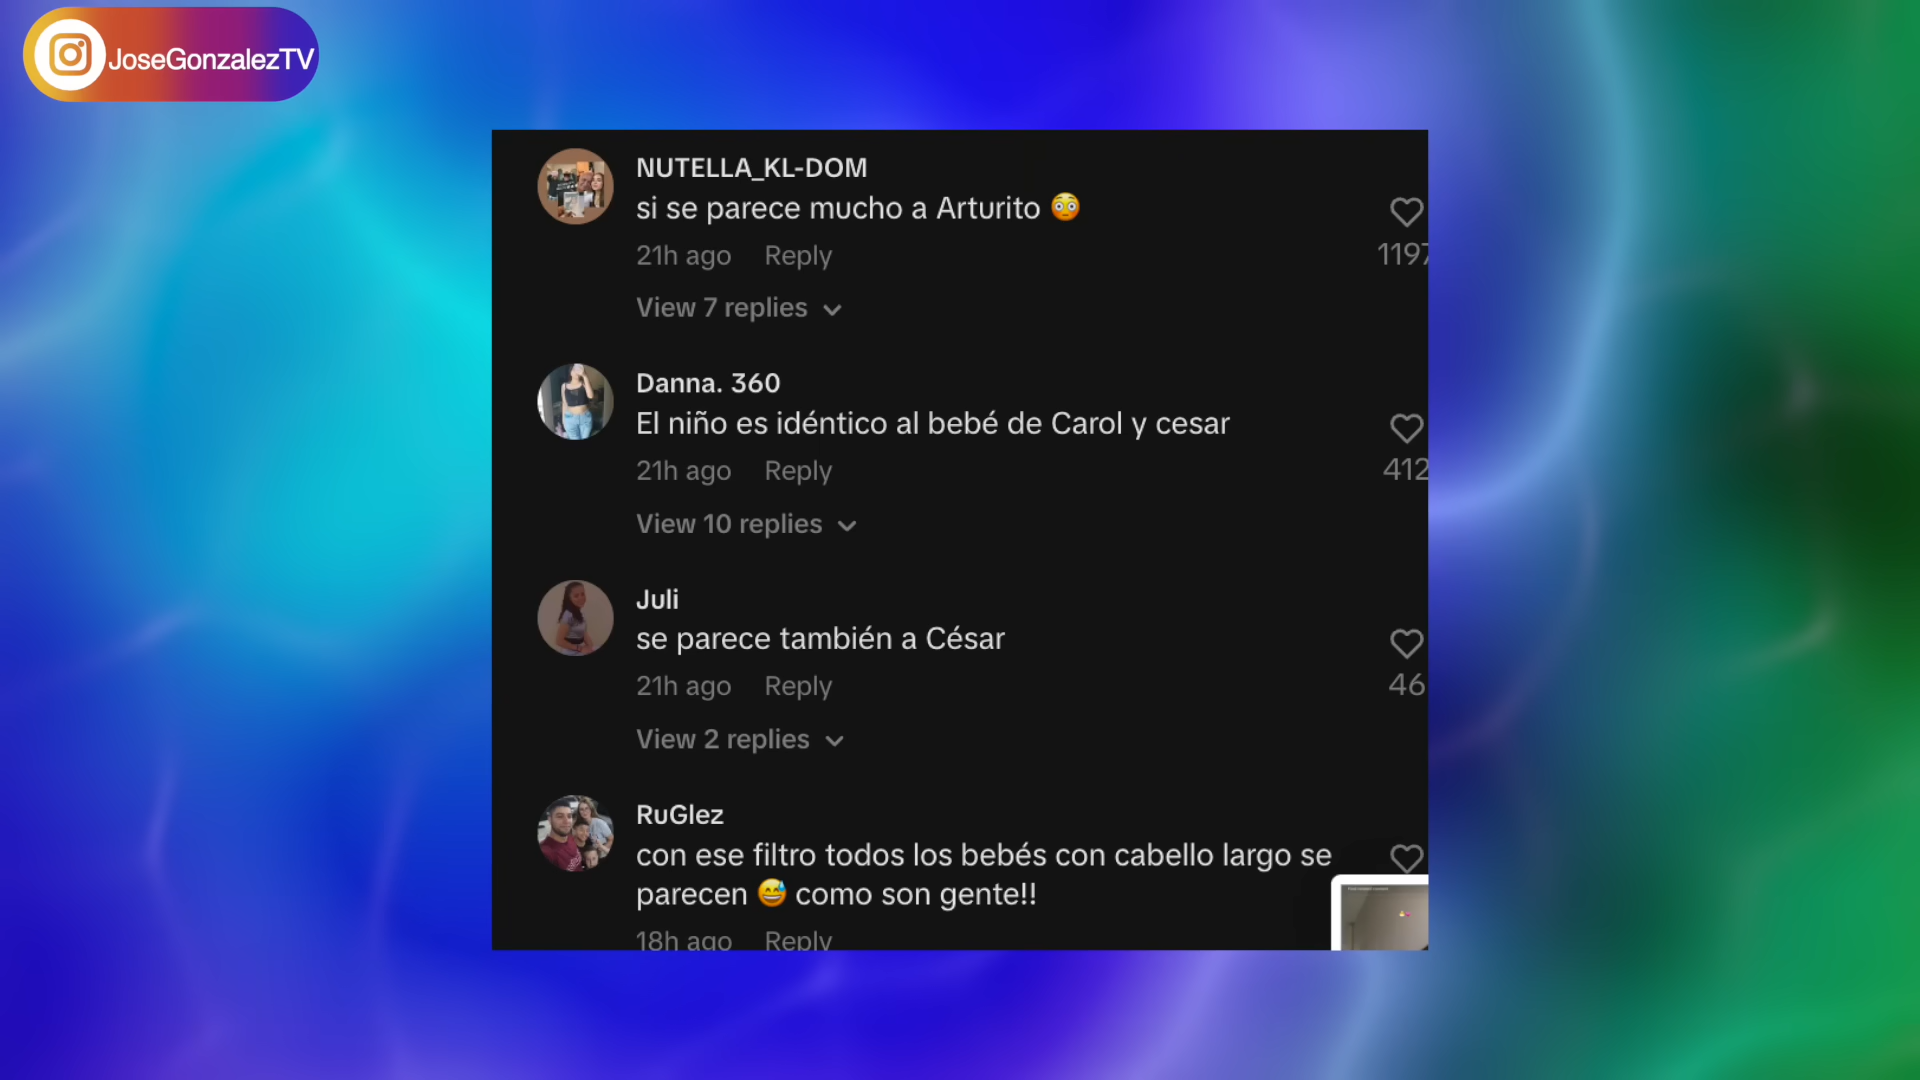 JoseGonzalezTV
NUTELLA_KL-DOM
si se parece mucho a Arturito 😳
21h ago Reply
1197
View 7 replies
Danna. 360
El niño es idéntico al bebé de Carol y cesar
21h ago Reply
412
View 10 replies
Juli
se parece también a César
21h ago Reply
46
View 2 replies
RuGlez
con ese filtro todos los bebés con cabello largo se
parecen 😅 como son gente!!
18h ago Reply